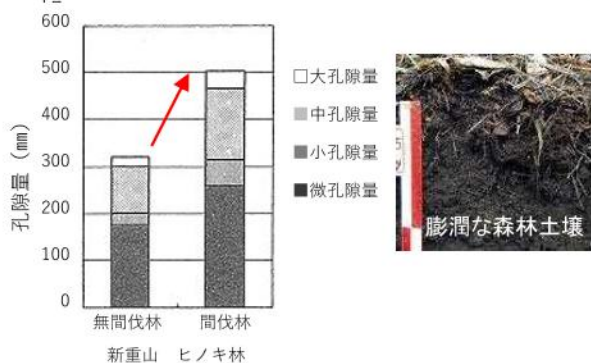 600
500
400
300
200
100
0
孔隙量（㎜）
無間伐林
間伐林
新重山 ヒノキ林
大孔隙量
中孔隙量
小孔隙量
微孔隙量
膨潤な森林土壌